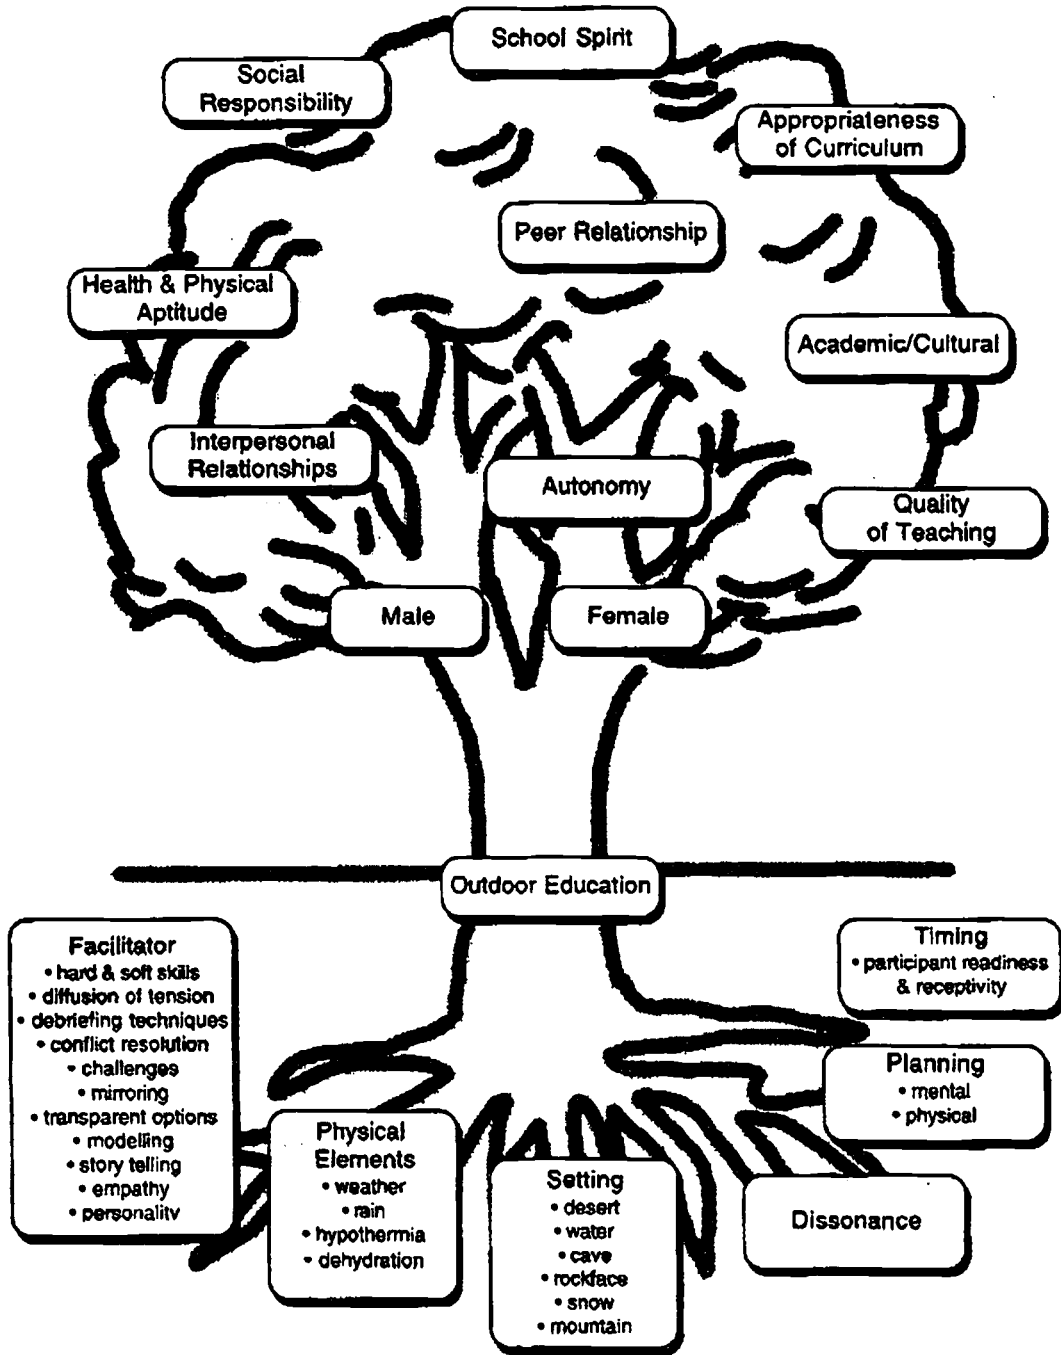 School Spirit
Social
Responsibility
Appropriateness
of Curriculum
Peer Relationship
Health & Physical
Aptitude
Academic/Cultural
Interpersonal
Relationships
Autonomy
Quality
of Teaching
Male
Female
Outdoor Education
Facilitator
• hard & soft skills
• diffusion of tension
• debriefing techniques
• conflict resolution
• challenges
• mirroring
• transparent options
• modelling
• story telling
• empathy
• personality
Physical
Elements
• weather
• rain
• hypothermia
• dehydration
Setting
• desert
• water
• cave
• rockface
• snow
• mountain
Timing
• participant readiness
& receptivity
Planning
• mental
• physical
Dissonance